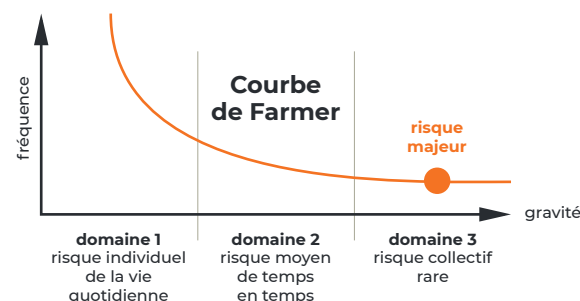 Courbe
de Farmer
fréquence
risque
majeur
gravité
domaine 1
risque individuel
de la vie
quotidienne
domaine 2
risque moyen
de temps
en temps
domaine 3
risque collectif
rare